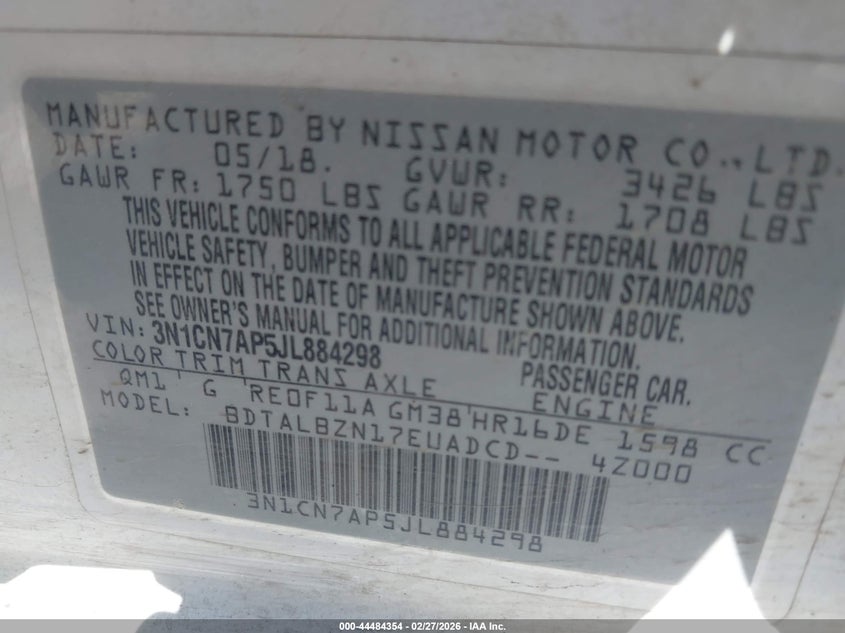 MANUFACTURED BY NISSAN MOTOR CO., LTD.
DATE: 05/18. GVWR: 3426 LBS
GAWR FR: 1750 LBS GAWR RR: 1708 LBS
THIS VEHICLE CONFORMS TO ALL APPLICABLE FEDERAL MOTOR
VEHICLE SAFETY, BUMPER AND THEFT PREVENTION STANDARDS
IN EFFECT ON THE DATE OF MANUFACTURE SHOWN ABOVE.
SEE OWNER'S MANUAL FOR ADDITIONAL INFORMATION.
VIN: 3N1CN7AP5JL884298 PASSENGER CAR.
COLOR TRIM TRANS AXLE ENGINE
QM1 G RE0F11A GM38 HR16DE 1598 CC
MODEL: BDTALBZN17EUADCD-- 4Z000
3N1CN7AP5JL884298
000-44484354 | 02/27/2026 - IAA Inc.